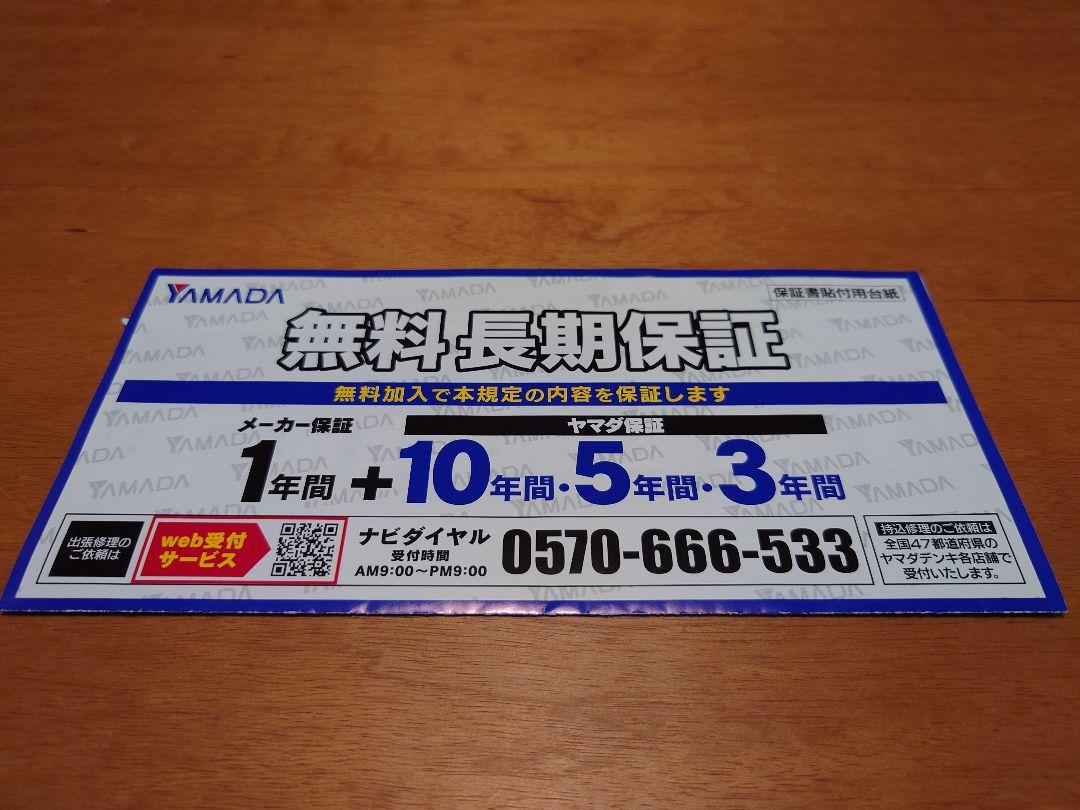 YAMADA
保証書貼付用台紙
無料長期保証
無料加入で本規定の内容を保証します
メーカー保証
ヤマダ保証
1年間+10年間・5年間・3年間
出張修理の
ご依頼は
web受付
サービス
ナビダイヤル
受付時間
AM9:00～PM9:00
0570-666-533
持込修理のご依頼は
全国47都道府県の
ヤマダデンキ各店舗で
受付いたします。